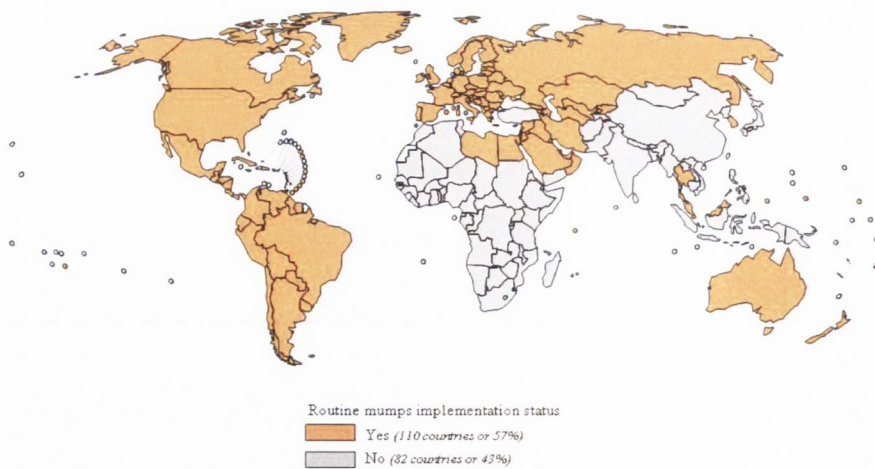 Routine mumps implementation status
Yes (110 countries or 57%)
No (82 countries or 43%)